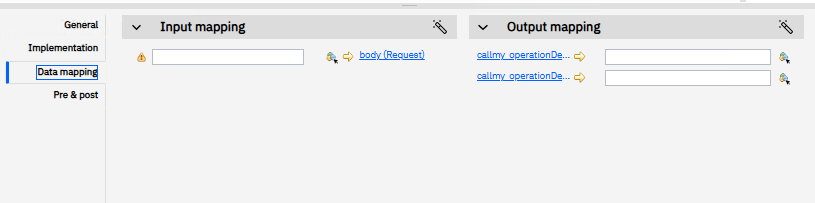 General
Implementation
Data mapping
Pre & post
Input mapping
body (Request)
Output mapping
callmy_operationDe...
callmy_operationDe...